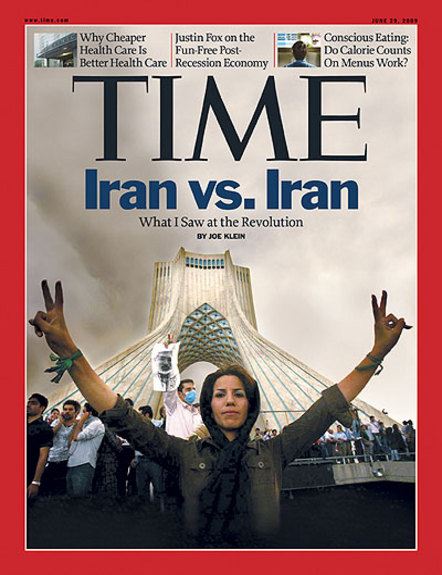 www.time.com
JUNE 29, 2009
Why Cheaper
Health Care Is
Better Health Care
Justin Fox on the
Fun-Free Post-
Recession Economy
Conscious Eating:
Do Calorie Counts
On Menus Work?
TIME
Iran vs. Iran
What I Saw at the Revolution
BY JOE KLEIN